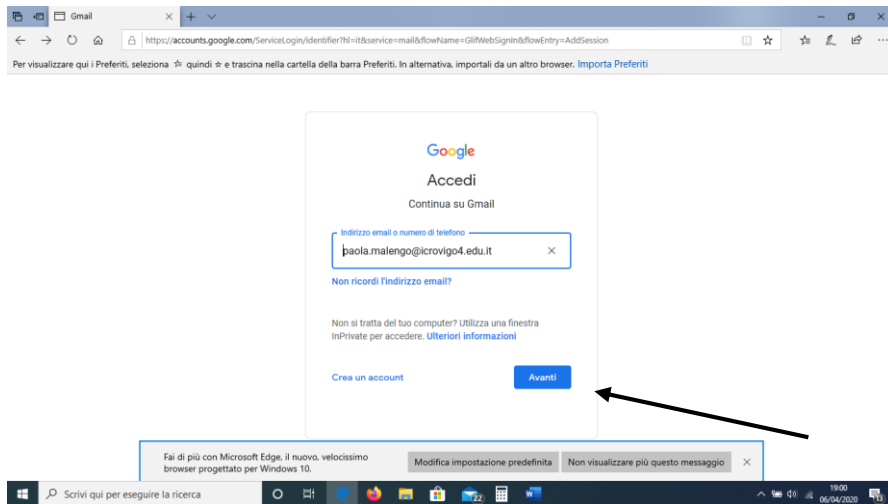 Gmail
https://accounts.google.com/ServiceLogin/identifier?hl=it&service=mail&flowName=GlifWebSignIn&flowEntry=AddSession
Per visualizzare qui i Preferiti, seleziona quindi e trascina nella cartella della barra Preferiti. In alternativa, importali da un altro browser. Importa Preferiti
Google
Accedi
Continua su Gmail
Indirizzo email o numero di telefono
paola.malengo@icrovigo4.edu.it
Non ricordi l'indirizzo email?
Non si tratta del tuo computer? Utilizza una finestra
InPrivate per accedere. Ulteriori informazioni
Crea un account
Avanti
Fai di più con Microsoft Edge, il nuovo, velocissimo
browser progettato per Windows 10.
Modifica impostazione predefinita
Non visualizzare più questo messaggio
Scrivi qui per eseguire la ricerca
22
19:00
06/04/2020